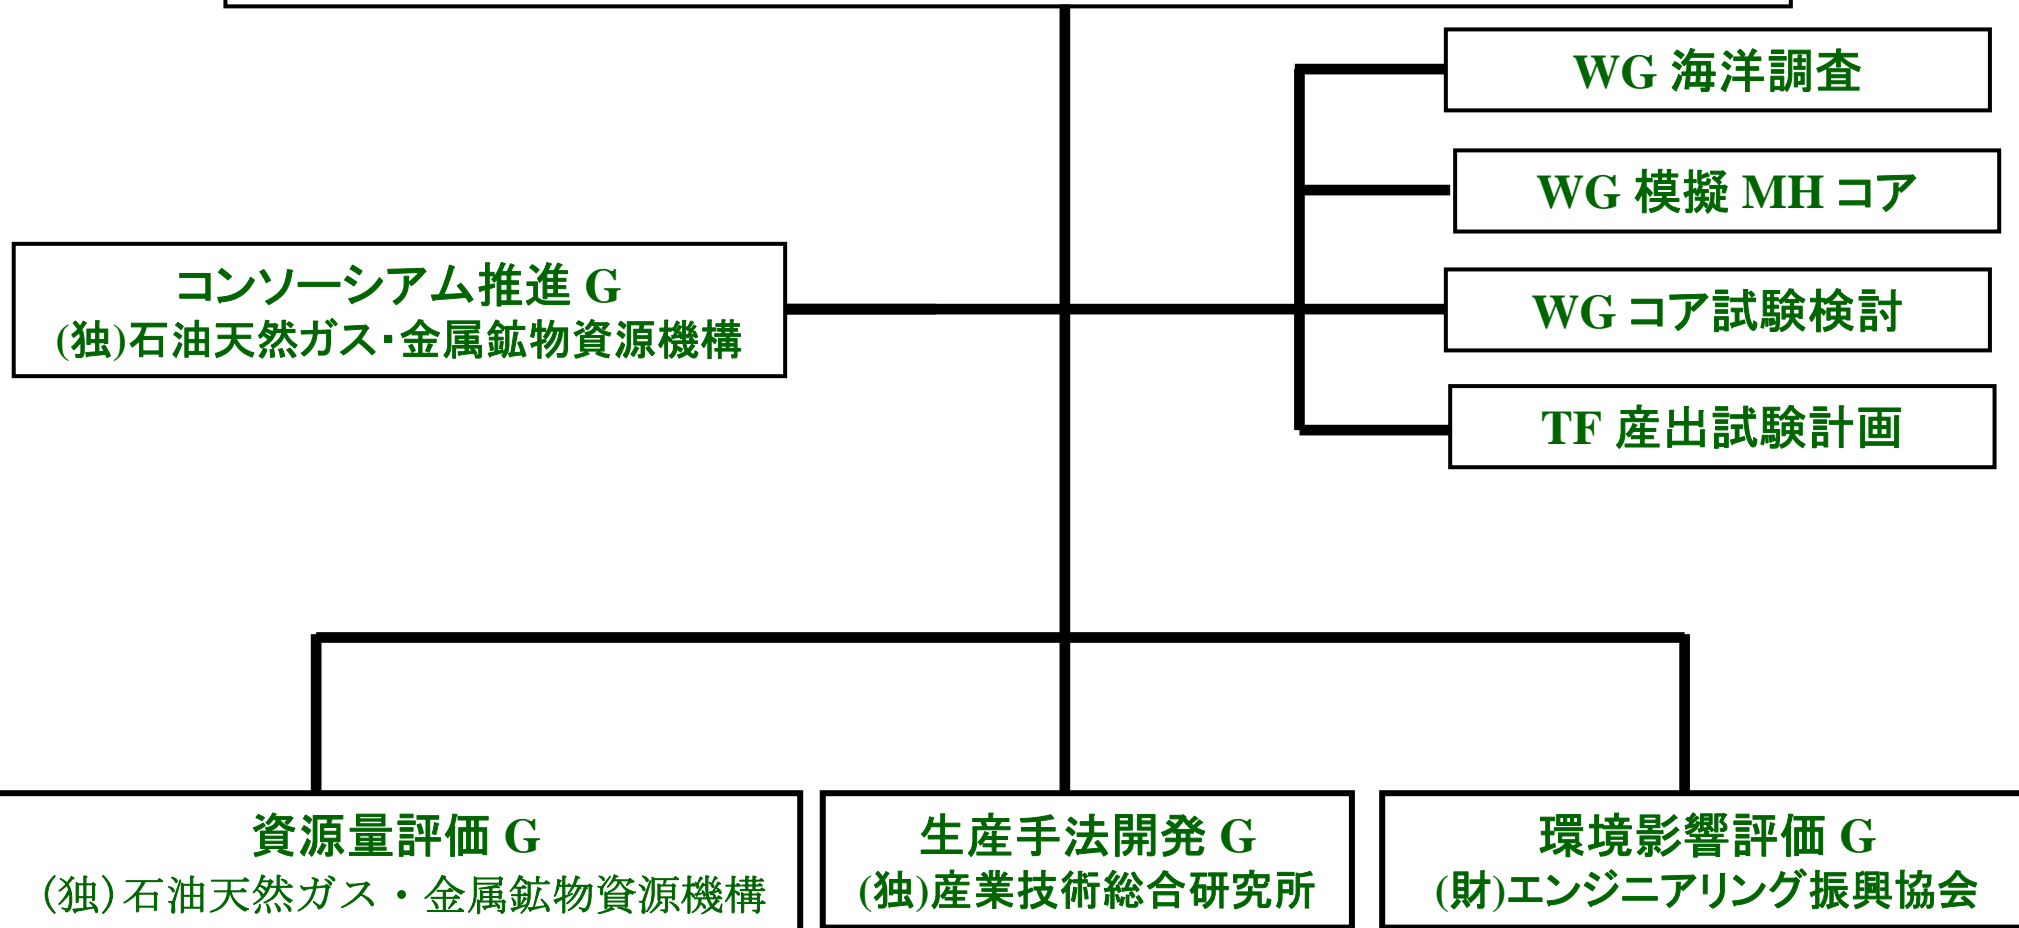 WG 海洋調査
WG 模擬 MH コア
コンソーシアム推進 G
(独)石油天然ガス・金属鉱物資源機構
WG コア試験検討
TF 産出試験計画
資源量評価 G
(独)石油天然ガス・金属鉱物資源機構
生産手法開発 G
(独)産業技術総合研究所
環境影響評価 G
(財)エンジニアリング振興協会